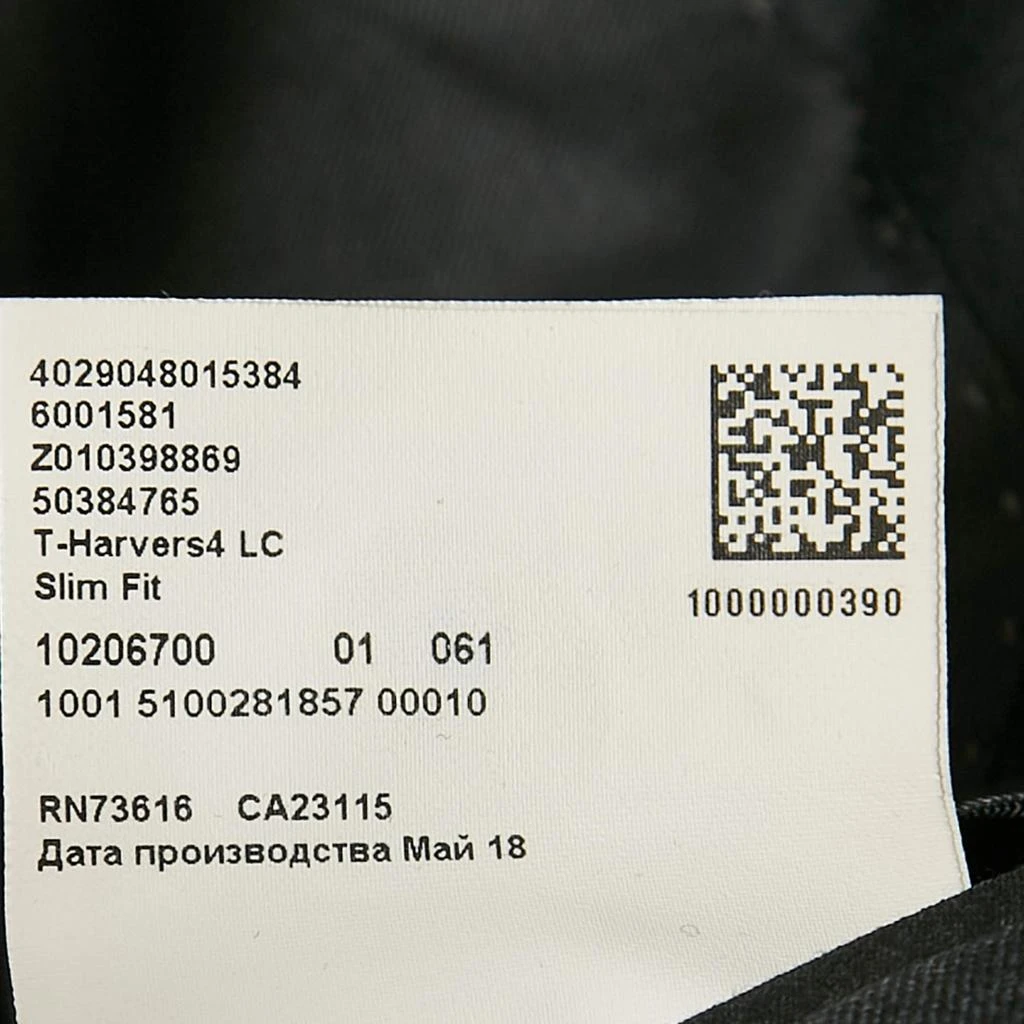 4029048015384
6001581
Z010398869
50384765
T-Harvers4 LC
Slim Fit
1000000390
10206700 01 061
1001 5100281857 00010
RN73616 CA23115
Дата производства Май 18